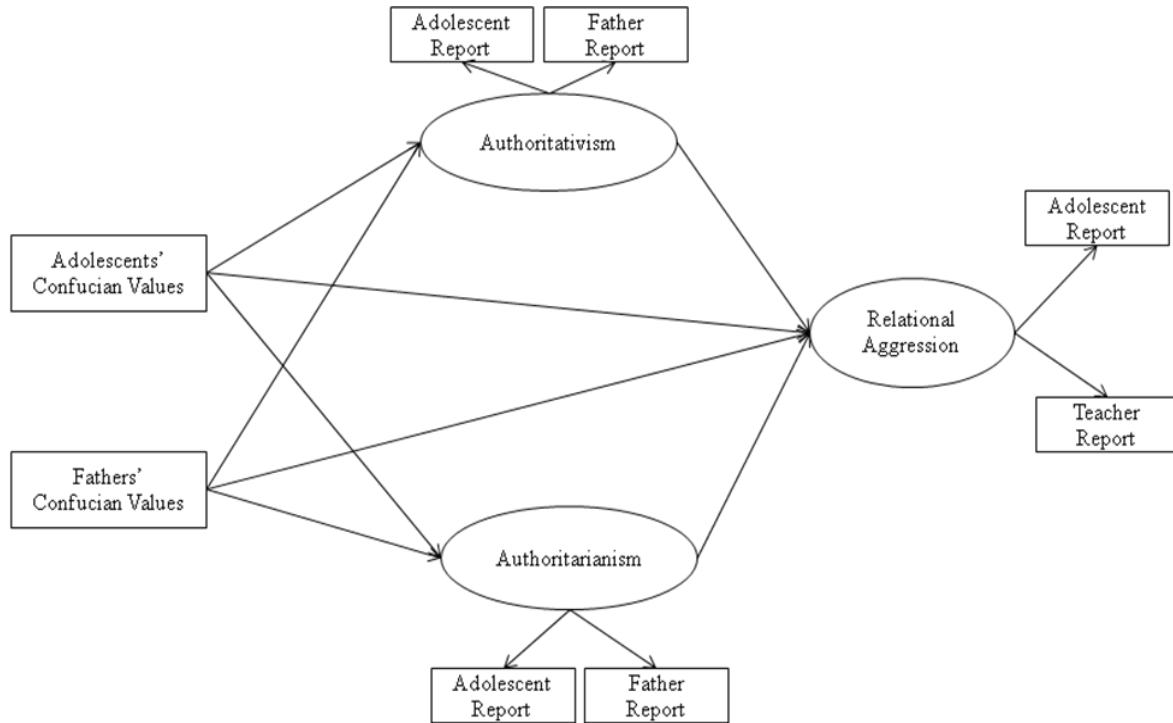 Adolescent
Report
Father
Report
Authoritativism
Adolescents’
Confucian Values
Adolescent
Report
Relational
Aggression
Teacher
Report
Fathers’
Confucian Values
Authoritarianism
Adolescent
Report
Father
Report